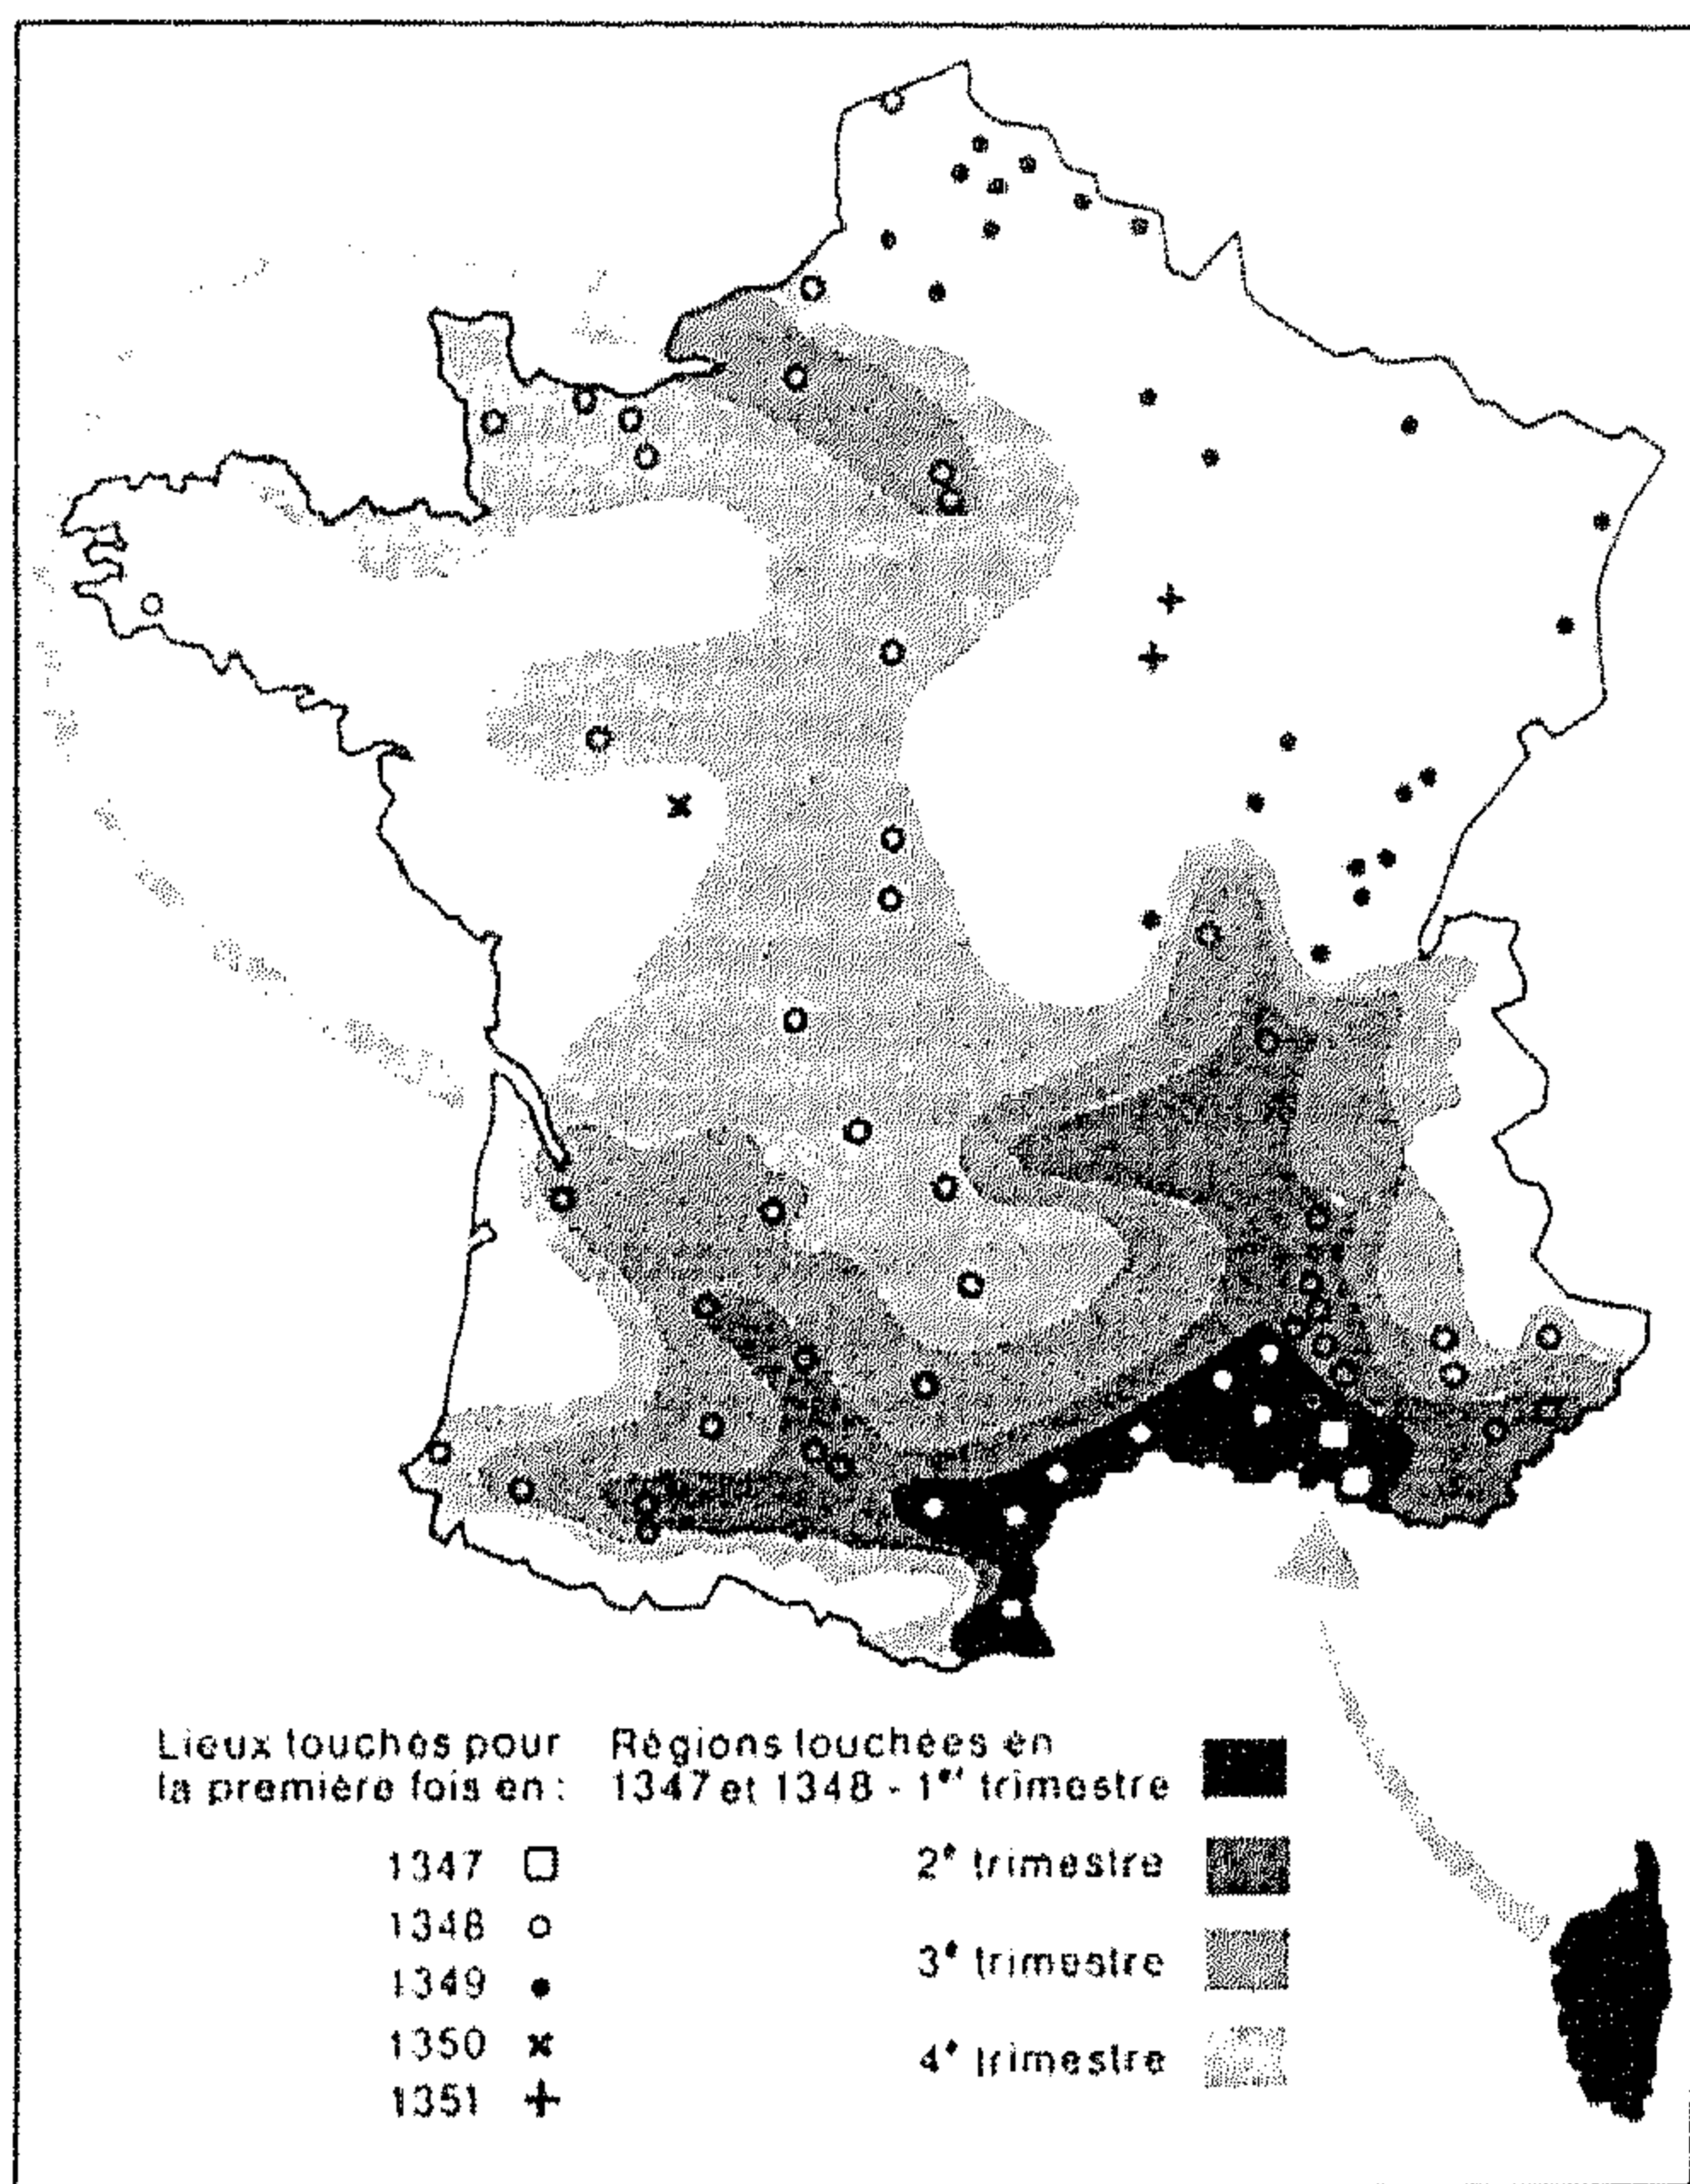 Lieux touchés pour
la première fois en :
1347
1348
1349
1350
1351
Régions touchées en
1347 et 1348 - 1er trimestre
2e trimestre
3e trimestre
4e trimestre